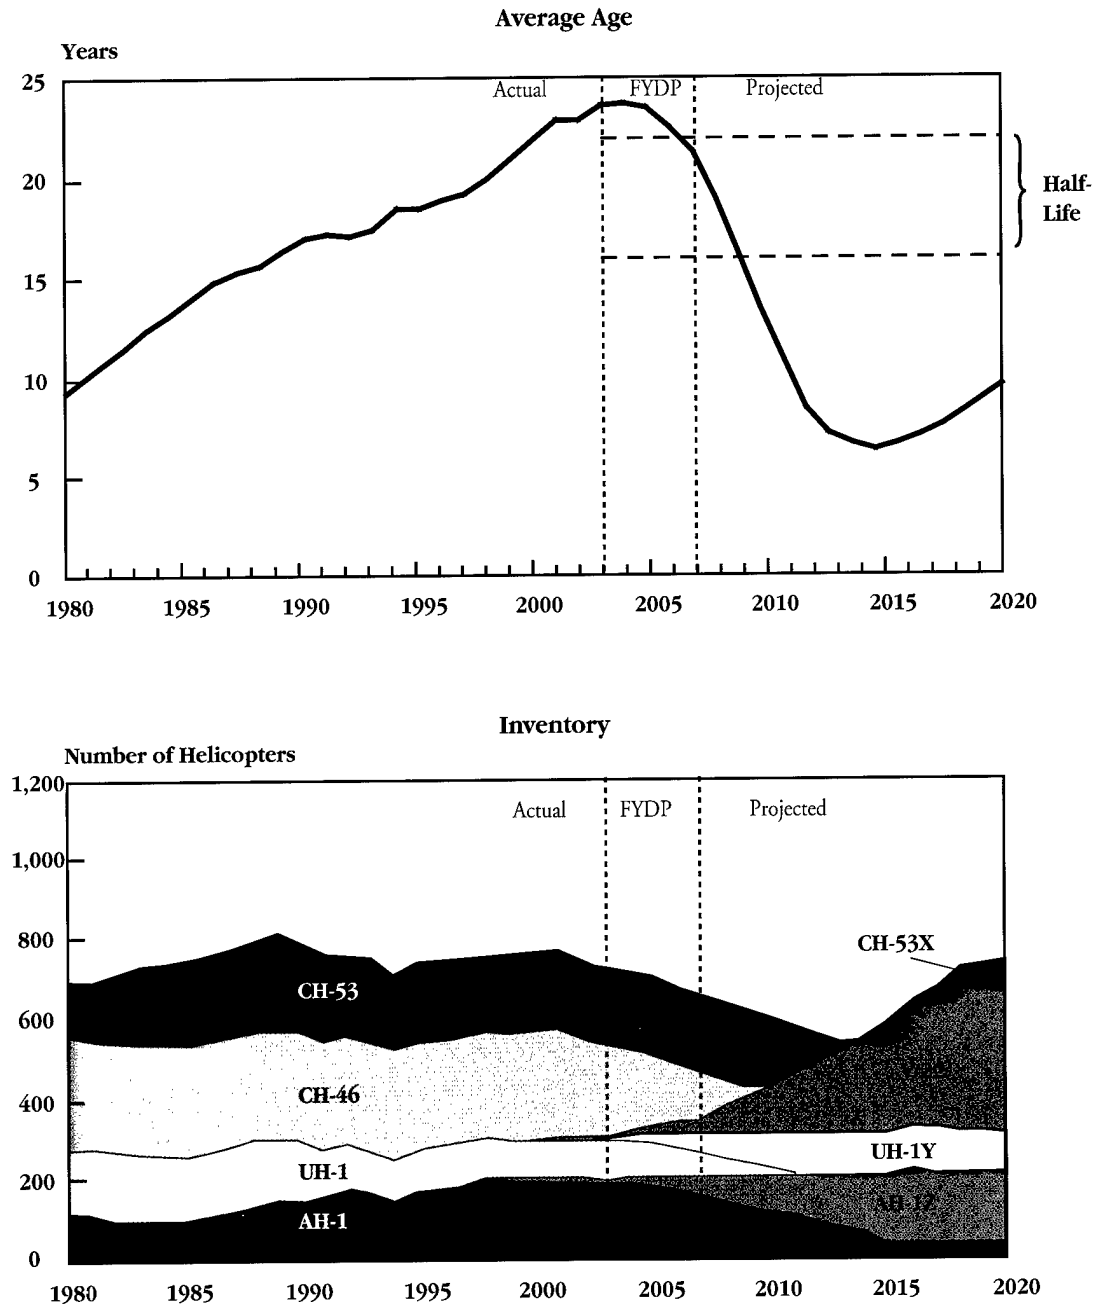 Average Age
Years
25
20
15
10
5
0
Actual
FYDP
Projected
Half-
Life
1980
1985
1990
1995
2000
2005
2010
2015
2020
Inventory
Number of Helicopters
1,200
1,000
800
600
400
200
0
Actual
FYDP
Projected
CH-53X
CH-53
CH-46
UH-1
UH-1Y
AH-1
AH-1Z
1980
1985
1990
1995
2000
2005
2010
2015
2020